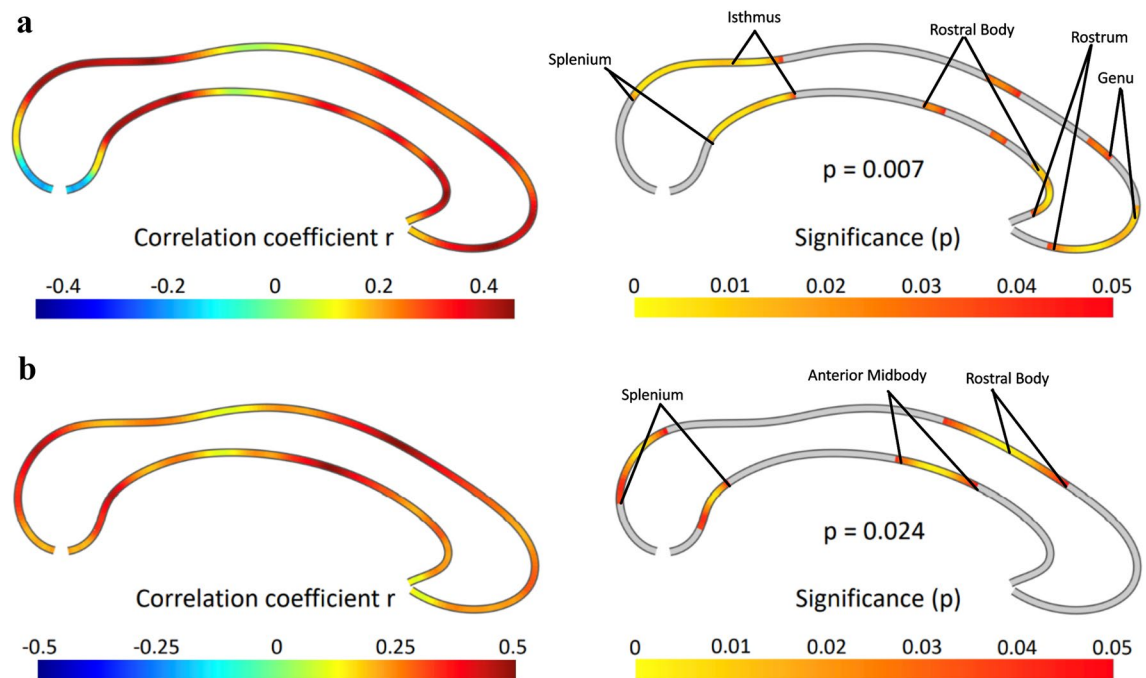 a
Splenium
Isthmus
Rostral Body
Rostrum
Genu
p = 0.007
Correlation coefficient r
Significance (p)
-0.4 -0.2 0 0.2 0.4
0 0.01 0.02 0.03 0.04 0.05
b
Splenium
Anterior Midbody
Rostral Body
p = 0.024
Correlation coefficient r
Significance (p)
-0.5 -0.25 0 0.25 0.5
0 0.01 0.02 0.03 0.04 0.05